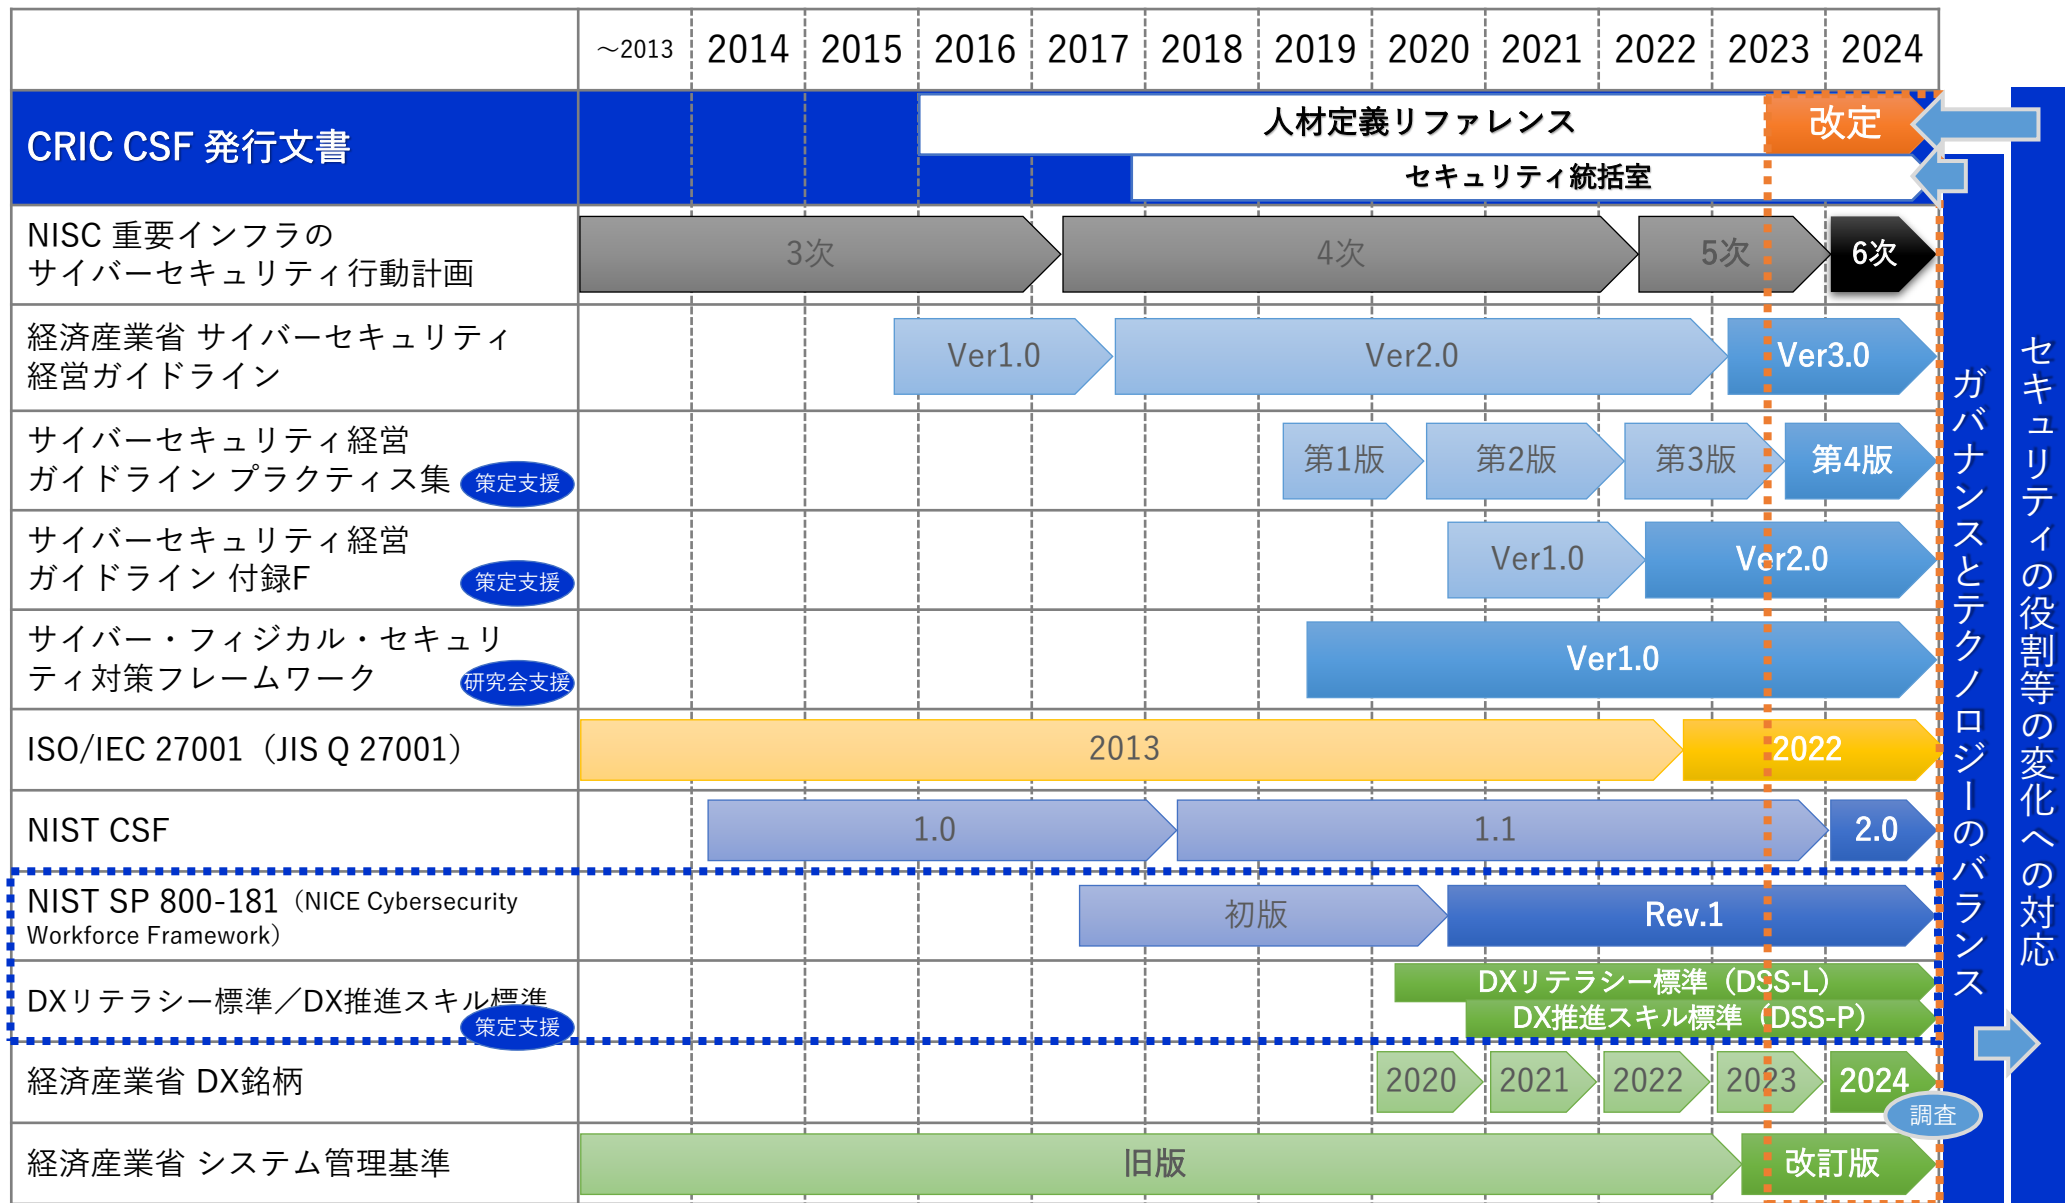 ～2013 2014 2015 2016 2017 2018 2019 2020 2021 2022 2023 2024
CRIC CSF 発行文書
人材定義リファレンス 改定
セキュリティ統括室
NISC 重要インフラの
サイバーセキュリティ行動計画
3次 4次 5次 6次
経済産業省 サイバーセキュリティ
経営ガイドライン
Ver1.0 Ver2.0 Ver3.0
サイバーセキュリティ経営
ガイドライン プラクティス集
策定支援
第1版 第2版 第3版 第4版
サイバーセキュリティ経営
ガイドライン 付録F
策定支援
Ver1.0 Ver2.0
サイバー・フィジカル・セキュリ
ティ対策フレームワーク
研究会支援
Ver1.0
ISO/IEC 27001（JIS Q 27001）
2013 2022
NIST CSF
1.0 1.1 2.0
NIST SP 800-181（NICE Cybersecurity
Workforce Framework）
初版 Rev.1
DXリテラシー標準／DX推進スキル標準
策定支援
DXリテラシー標準（DSS-L）
DX推進スキル標準（DSS-P）
経済産業省 DX銘柄
2020 2021 2022 2023 2024
調査
経済産業省 システム管理基準
旧版 改訂版
ガバナンスとテクノロジーのバランス
セキュリティの役割等の変化への対応